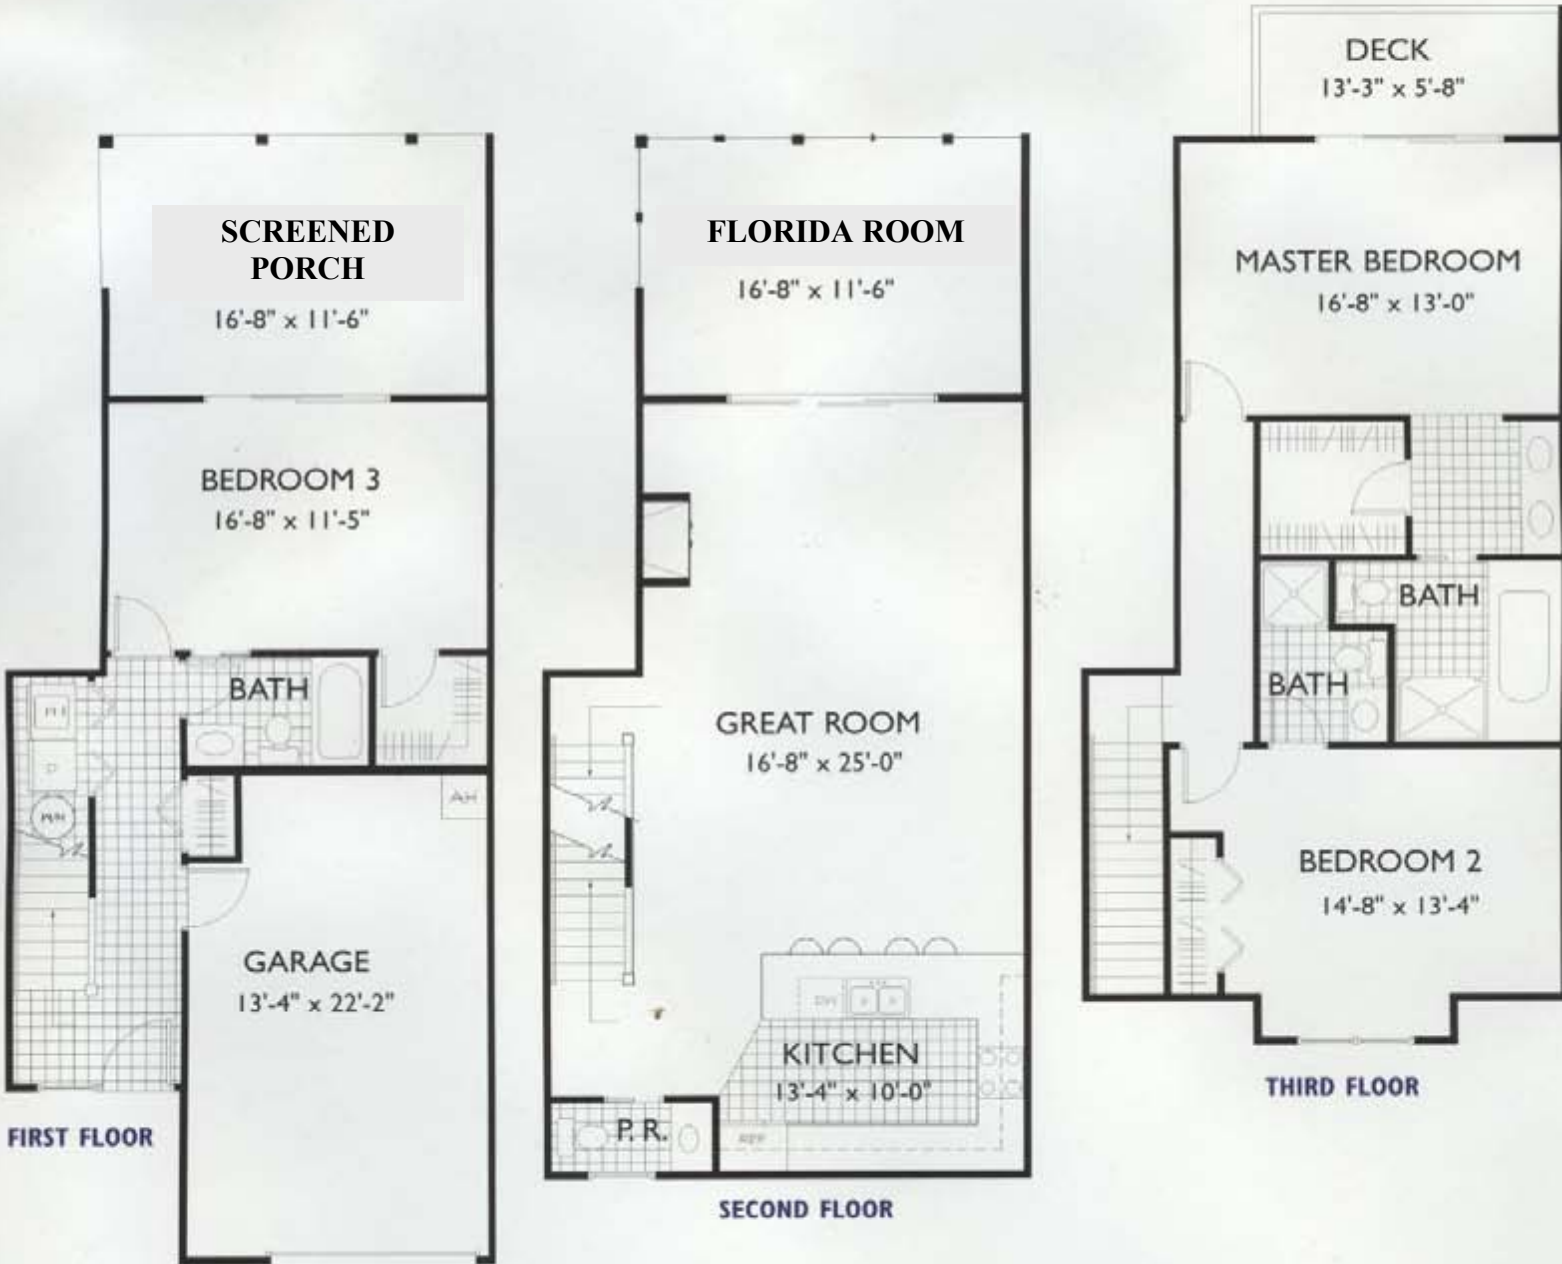 SCREENED
PORCH
16'-8" x 11'-6"
BEDROOM 3
16'-8" x 11'-5"
BATH
D
WH
AH
GARAGE
13'-4" x 22'-2"
FIRST FLOOR
FLORIDA ROOM
16'-8" x 11'-6"
GREAT ROOM
16'-8" x 25'-0"
DW
KITCHEN
13'-4" x 10'-0"
P. R.
REF
SECOND FLOOR
DECK
13'-3" x 5'-8"
MASTER BEDROOM
16'-8" x 13'-0"
BATH
BATH
BEDROOM 2
14'-8" x 13'-4"
THIRD FLOOR